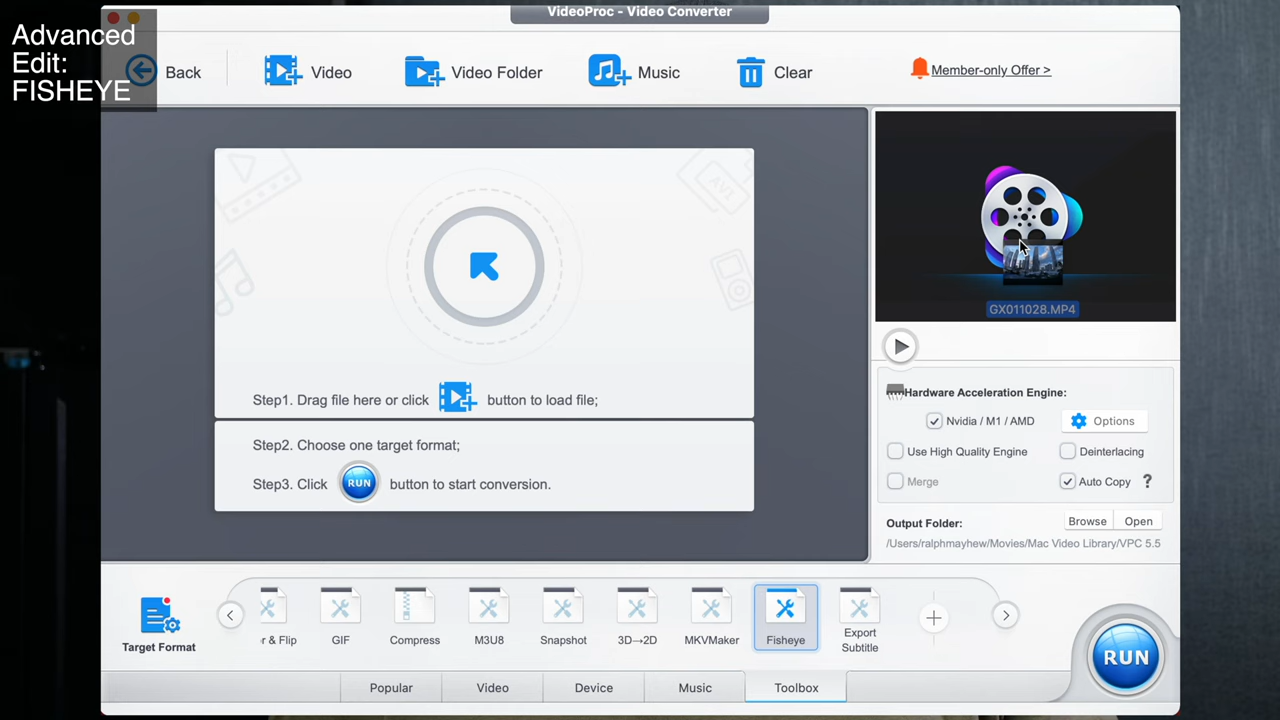 VideoProc - Video Converter
Advanced
Edit:
FISHEYE
Back
Video
Video Folder
Music
Clear
Member-only Offer >
AVI
GX011028.MP4
Step1. Drag file here or click button to load file;
Step2. Choose one target format;
Step3. Click RUN button to start conversion.
Hardware Acceleration Engine:
Nvidia / M1 / AMD
Options
Use High Quality Engine
Deinterlacing
Merge
Auto Copy ?
Output Folder:
Browse
Open
/Users/ralphmayhew/Movies/Mac Video Library/VPC 5.5
Target Format
r & Flip
GIF
Compress
M3U8
Snapshot
3D→2D
MKVMaker
Fisheye
Export
Subtitle
RUN
Popular
Video
Device
Music
Toolbox